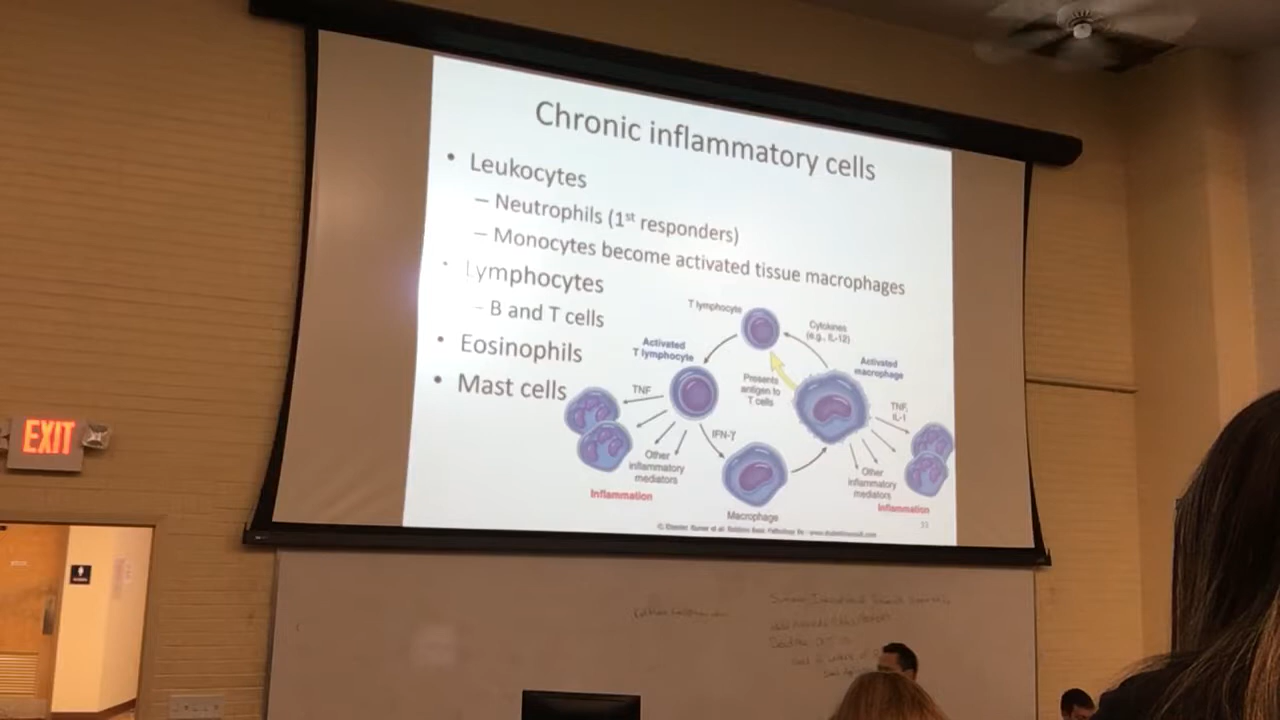 Chronic inflammatory cells
• Leukocytes
– Neutrophils (1st responders)
– Monocytes become activated tissue macrophages
• Lymphocytes
– B and T cells
• Eosinophils
• Mast cells
T lymphocyte
Cytokines
(e.g., IL-12)
Activated
T lymphocyte
Activated
macrophage
Presents
antigen to
T cells
TNF
TNF,
IL-1
IFN-γ
Other
inflammatory
mediators
Inflammation
Other
inflammatory
mediators
Inflammation
Macrophage
33
EXIT